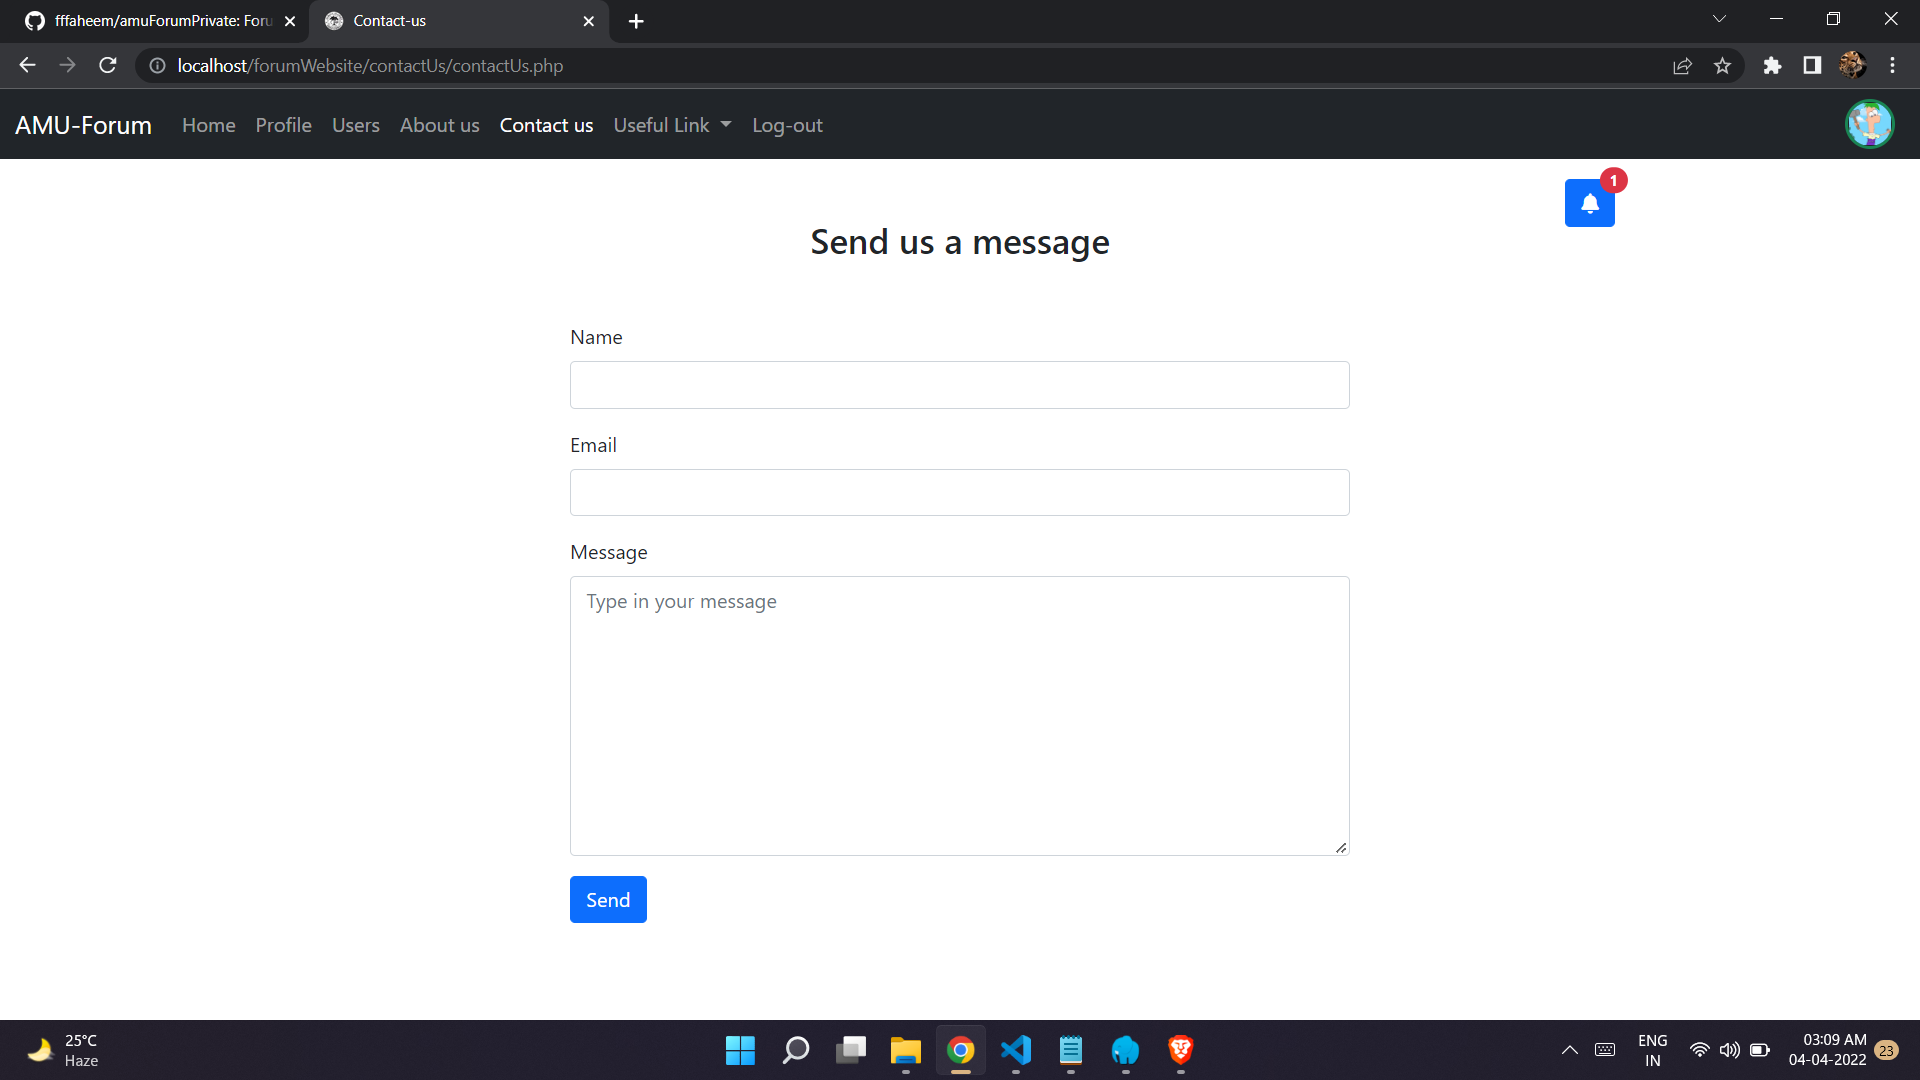 fffaheem/amuForumPrivate: Foru
Contact-us
localhost/forumWebsite/contactUs/contactUs.php
AMU-Forum Home Profile Users About us Contact us Useful Link Log-out
1
Send us a message
Name
Email
Message
Type in your message
Send
25°C
Haze
ENG
IN
03:09 AM
04-04-2022
23